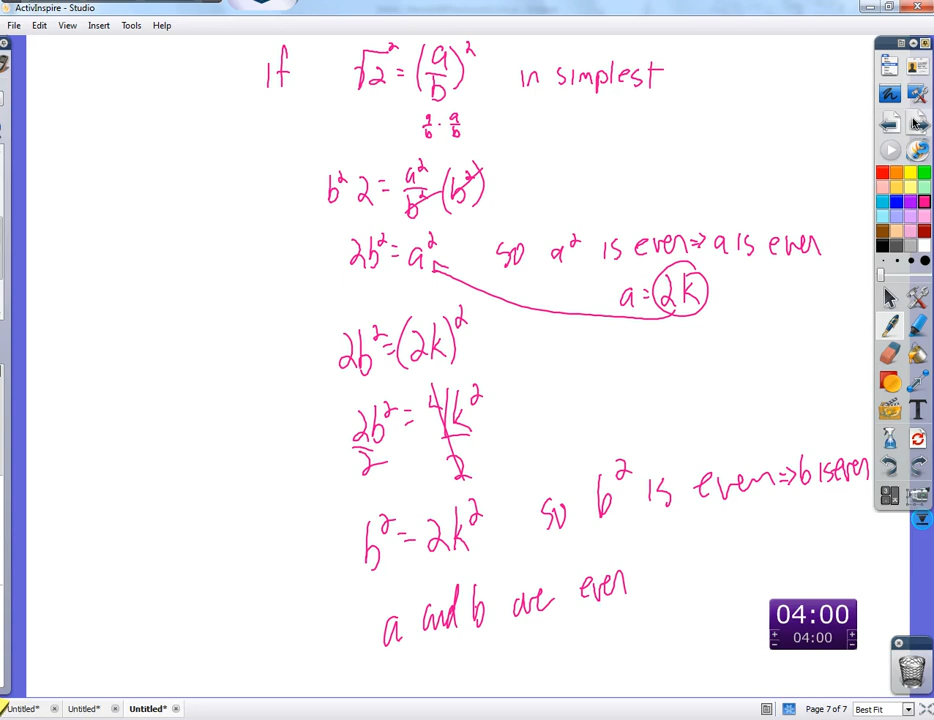 ActivInspire - Studio
File Edit View Insert Tools Help
If √2² = (a/b)² in simplest
a/b · a/b
b² 2 = a²/b² (b²)
2b² = a² so a² is even ⇒ a is even
a = 2k
2b² = (2k)²
2b²/2 = 4k²/2
b² = 2k² so b² is even ⇒ b is even
a and b are even
04:00
04:00
Untitled* Untitled* Untitled* Page 7 of 7 Best Fit